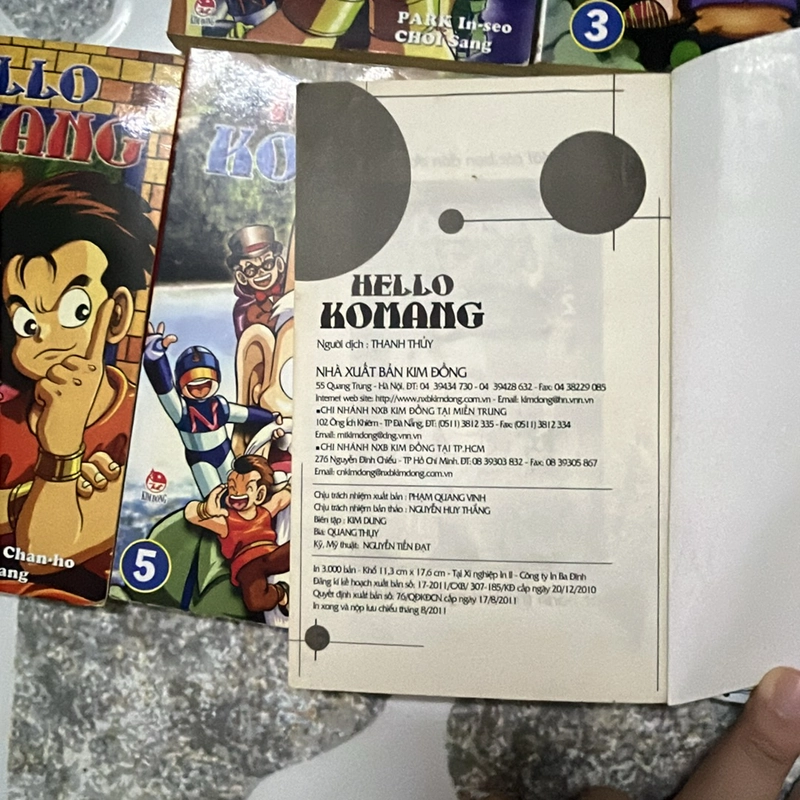 PARK In-seo
CHOI Sang
3
LLO
ANG
KO
5
KIM ĐỒNG
Chan-ho
ang
HELLO
KOMANG
Người dịch : THANH THỦY
NHÀ XUẤT BẢN KIM ĐỒNG
55 Quang Trung - Hà Nội. ĐT: 04 39434 730 - 04 39428 632 - Fax: 04 38229 085
Internet web site: http://www.nxbkimdong.com.vn - Email: kimdong@hn.vnn.vn
▪CHI NHÁNH NXB KIM ĐỒNG TẠI MIỀN TRUNG
102 Ông Ích Khiêm - TP Đà Nẵng, ĐT: (0511) 3812 335 - Fax: (0511) 3812 334
Email: mtkimdong@dng.vnn.vn
▪CHI NHÁNH NXB KIM ĐỒNG TẠI TP.HCM
276 Nguyễn Đình Chiểu - TP Hồ Chí Minh. ĐT: 08 39303 832 - Fax: 08 39305 867
Email: cnkimdong@nxbkimdong.com.vn
Chịu trách nhiệm xuất bản : PHẠM QUANG VINH
Chịu trách nhiệm bản thảo : NGUYỄN HUY THẮNG
Biên tập : KIM DUNG
Bìa: QUANG THỤY
Kỹ, Mỹ thuật: NGUYỄN TIẾN ĐẠT
In 3.000 bản - Khổ 11,3 cm x 17,6 cm - Tại Xí nghiệp In II - Công ty In Ba Đình
Đăng kí kế hoạch xuất bản số: 17-2011/CXB/ 307-185/KĐ cấp ngày 20/12/2010
Quyết định xuất bản số: 76/QĐKĐCN cấp ngày 17/8/2011
In xong và nộp lưu chiểu tháng 8/2011